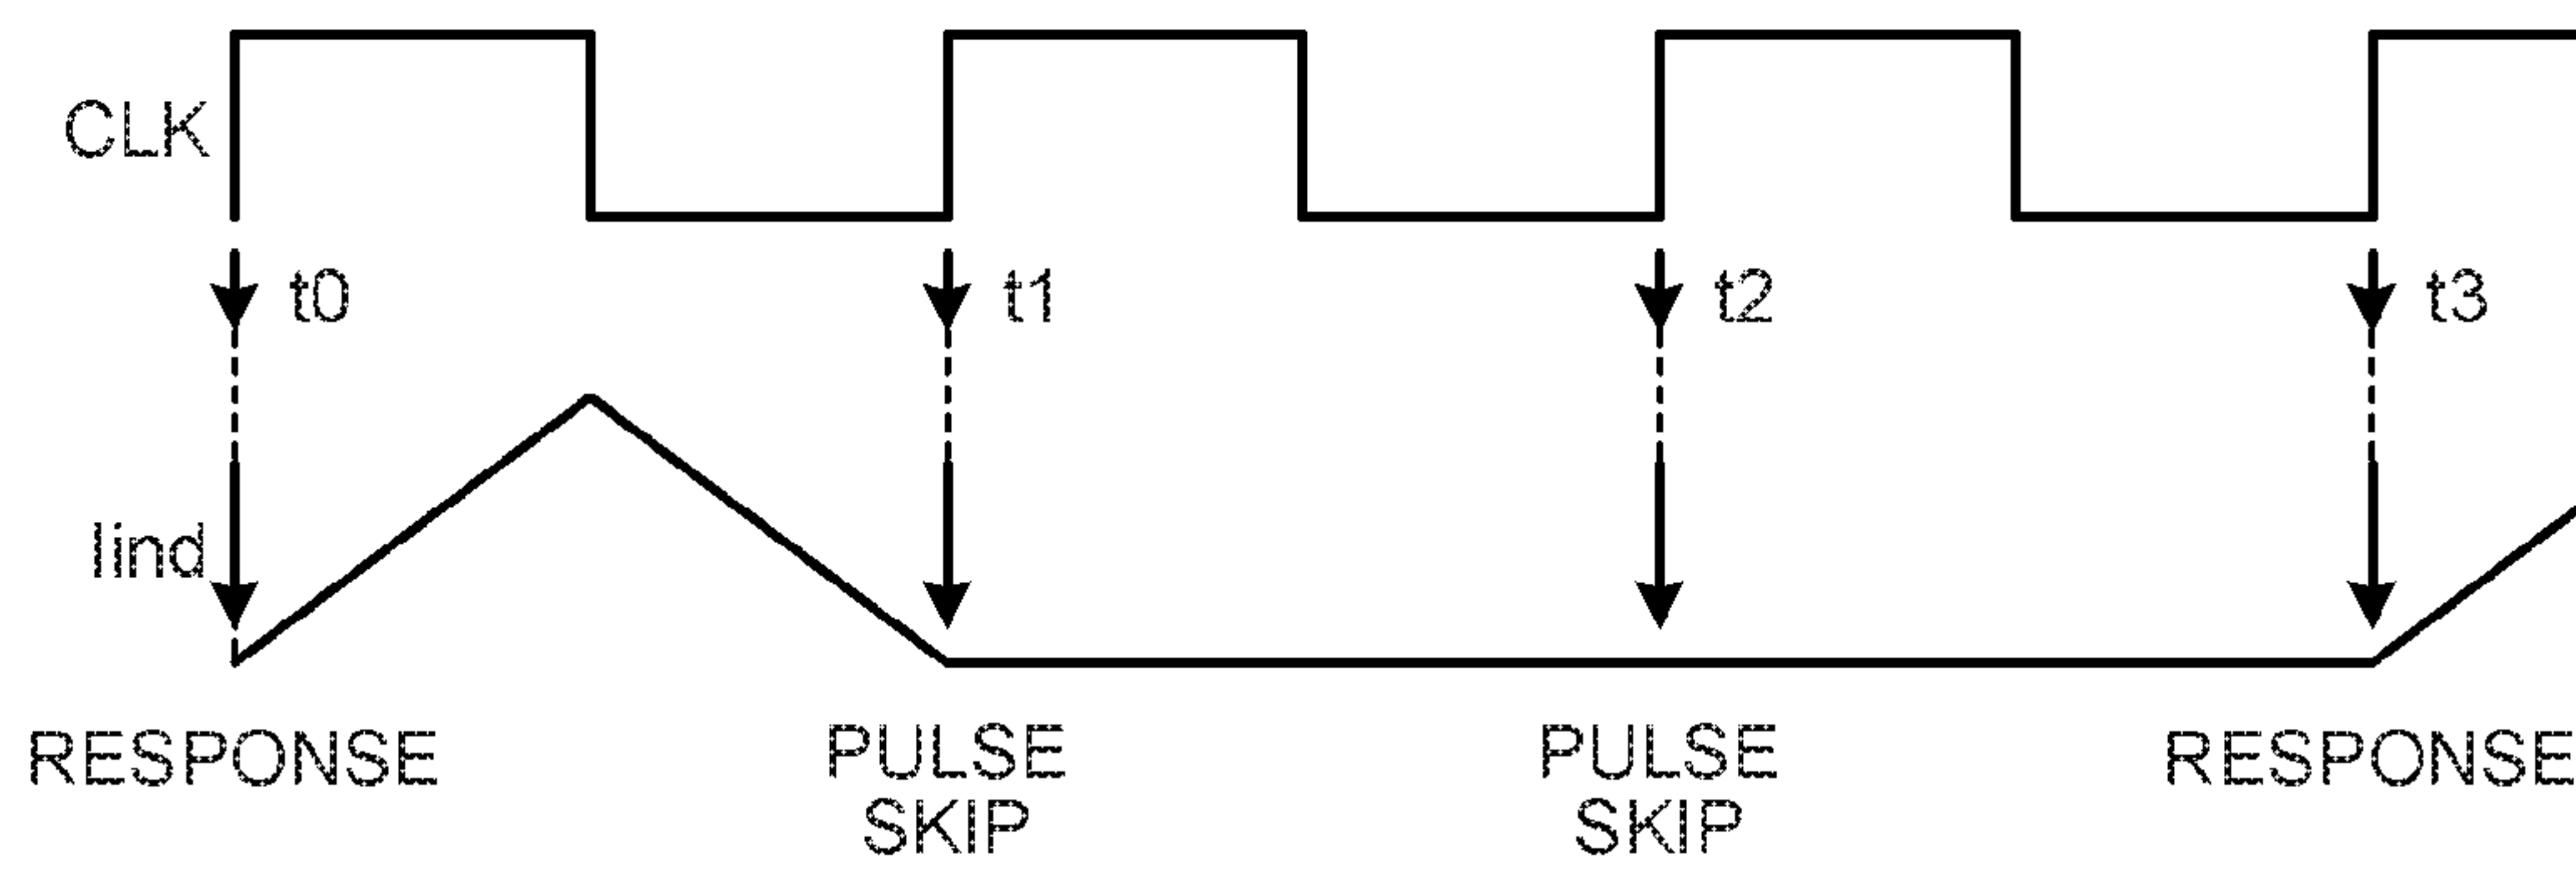 CLK
t0
t1
t2
t3
Iind
RESPONSE
PULSE
SKIP
PULSE
SKIP
RESPONSE